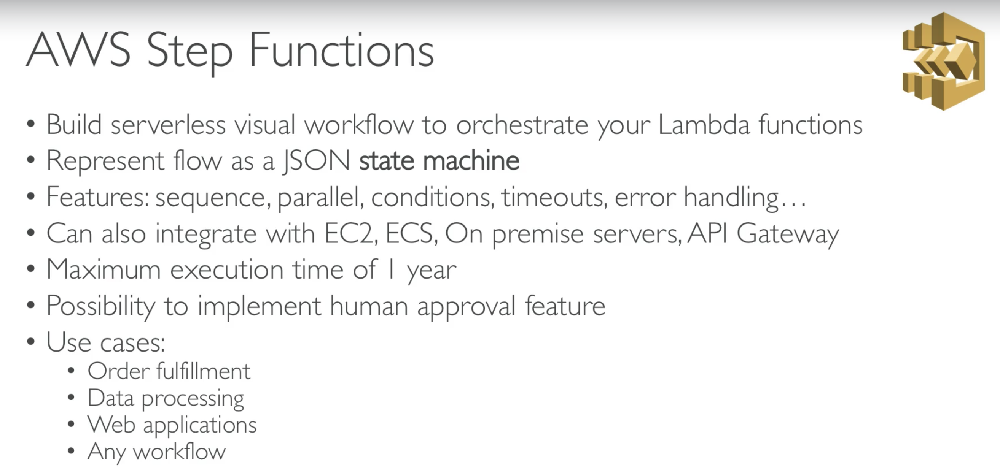 AWS Step Functions
• Build serverless visual workflow to orchestrate your Lambda functions
• Represent flow as a JSON state machine
• Features: sequence, parallel, conditions, timeouts, error handling…
• Can also integrate with EC2, ECS, On premise servers, API Gateway
• Maximum execution time of 1 year
• Possibility to implement human approval feature
• Use cases:
• Order fulfillment
• Data processing
• Web applications
• Any workflow